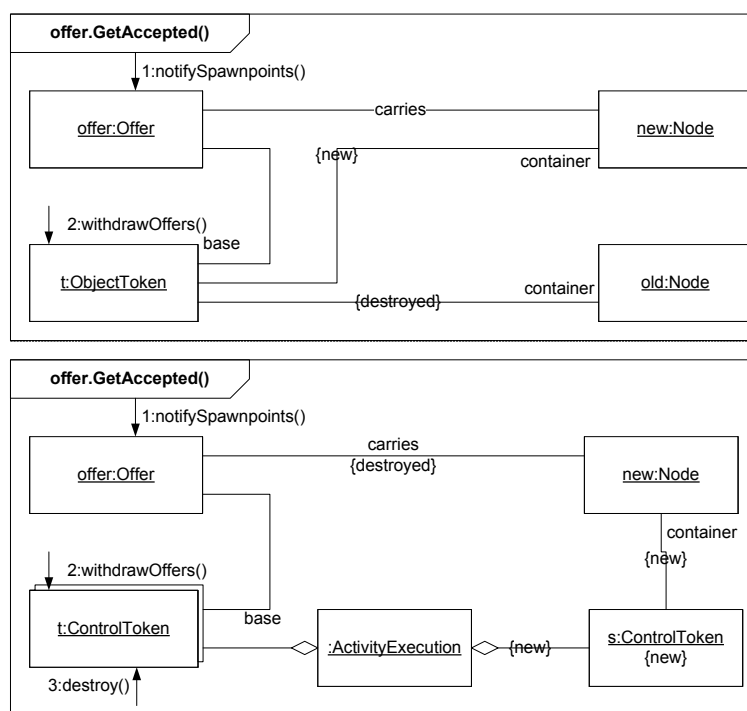 offer.GetAccepted()
1:notifySpawnpoints()
offer:Offer
carries
new:Node
{new}
container
2:withdrawOffers()
base
t:ObjectToken
container
{destroyed}
old:Node
offer.GetAccepted()
1:notifySpawnpoints()
offer:Offer
carries
{destroyed}
new:Node
container
{new}
2:withdrawOffers()
base
t:ControlToken
:ActivityExecution
{new}
s:ControlToken
{new}
3:destroy()